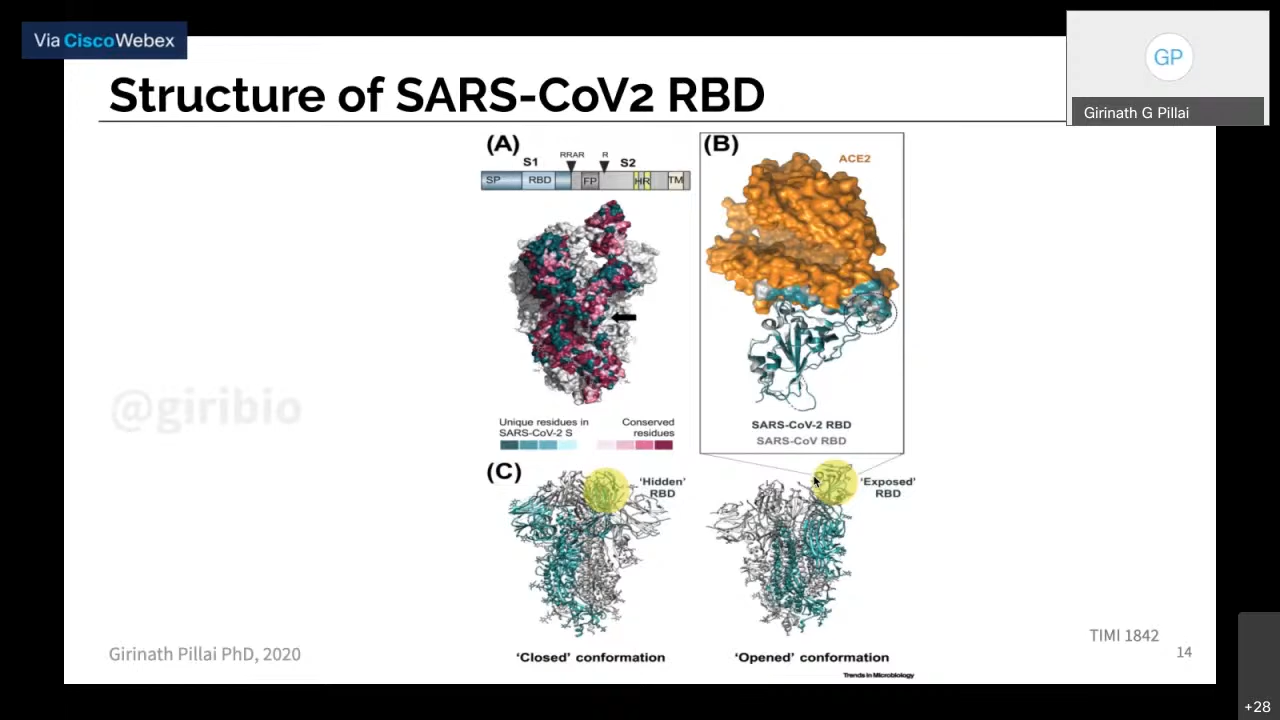 Via CiscoWebex
GP
Girinath G Pillai
Structure of SARS-CoV2 RBD
(A)
RRAR
R
S1
S2
SP
RBD
FP
HR
TM
Unique residues in
SARS-CoV-2 S
Conserved
residues
(B)
ACE2
SARS-CoV-2 RBD
SARS-CoV RBD
(C)
'Hidden'
RBD
'Exposed'
RBD
'Closed' conformation
'Opened' conformation
Trends in Microbiology
@giribio
Girinath Pillai PhD, 2020
TIMI 1842
14
+28